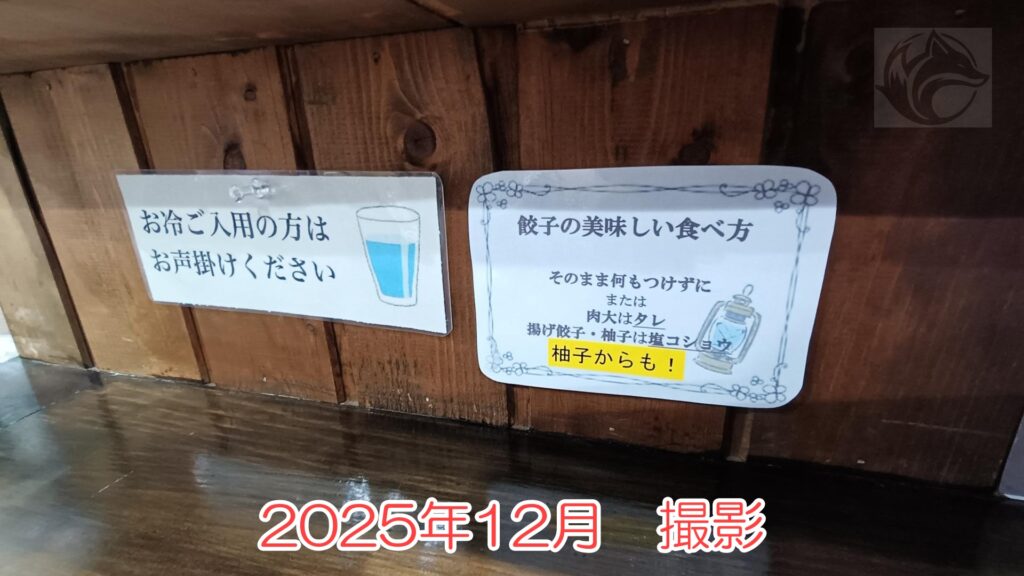 お冷ご入用の方は
お声掛けください
餃子の美味しい食べ方
そのまま何もつけずに
または
肉大はタレ
揚げ餃子・柚子は塩コショウ
柚子からも！
2025年12月　撮影